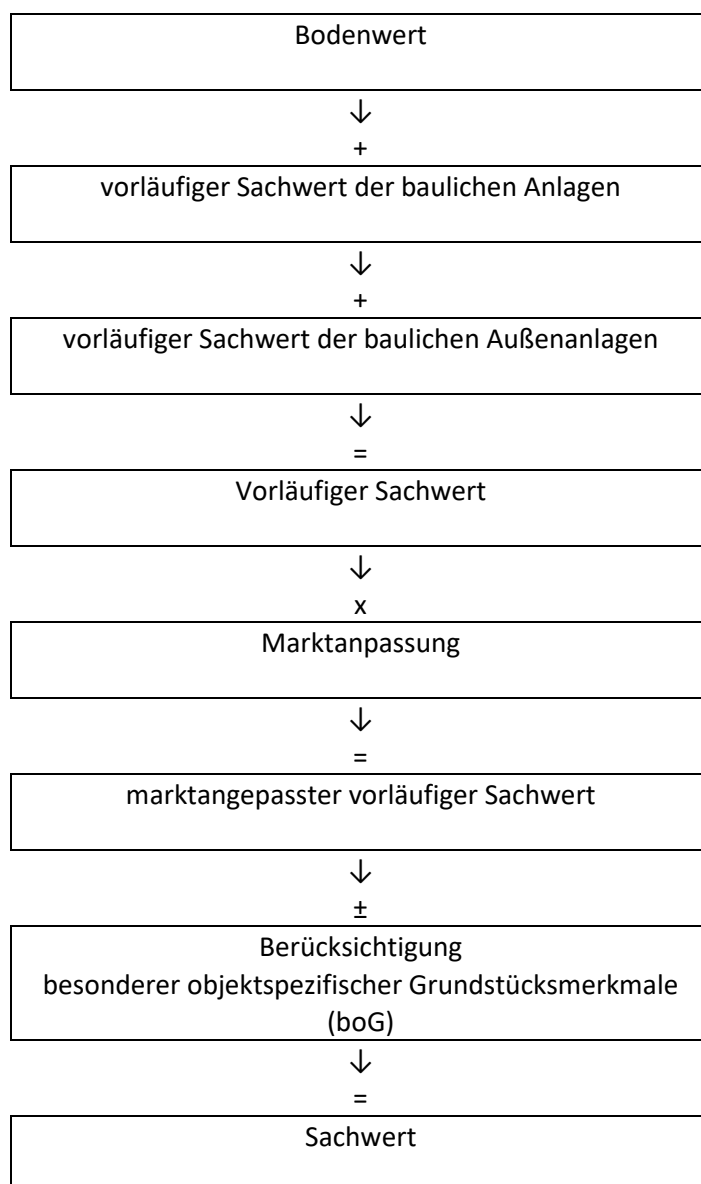 Bodenwert
↓
+
vorläufiger Sachwert der baulichen Anlagen
↓
+
vorläufiger Sachwert der baulichen Außenanlagen
↓
=
Vorläufiger Sachwert
↓
x
Marktanpassung
↓
=
marktangepasster vorläufiger Sachwert
↓
±
Berücksichtigung
besonderer objektspezifischer Grundstücksmerkmale
(boG)
↓
=
Sachwert